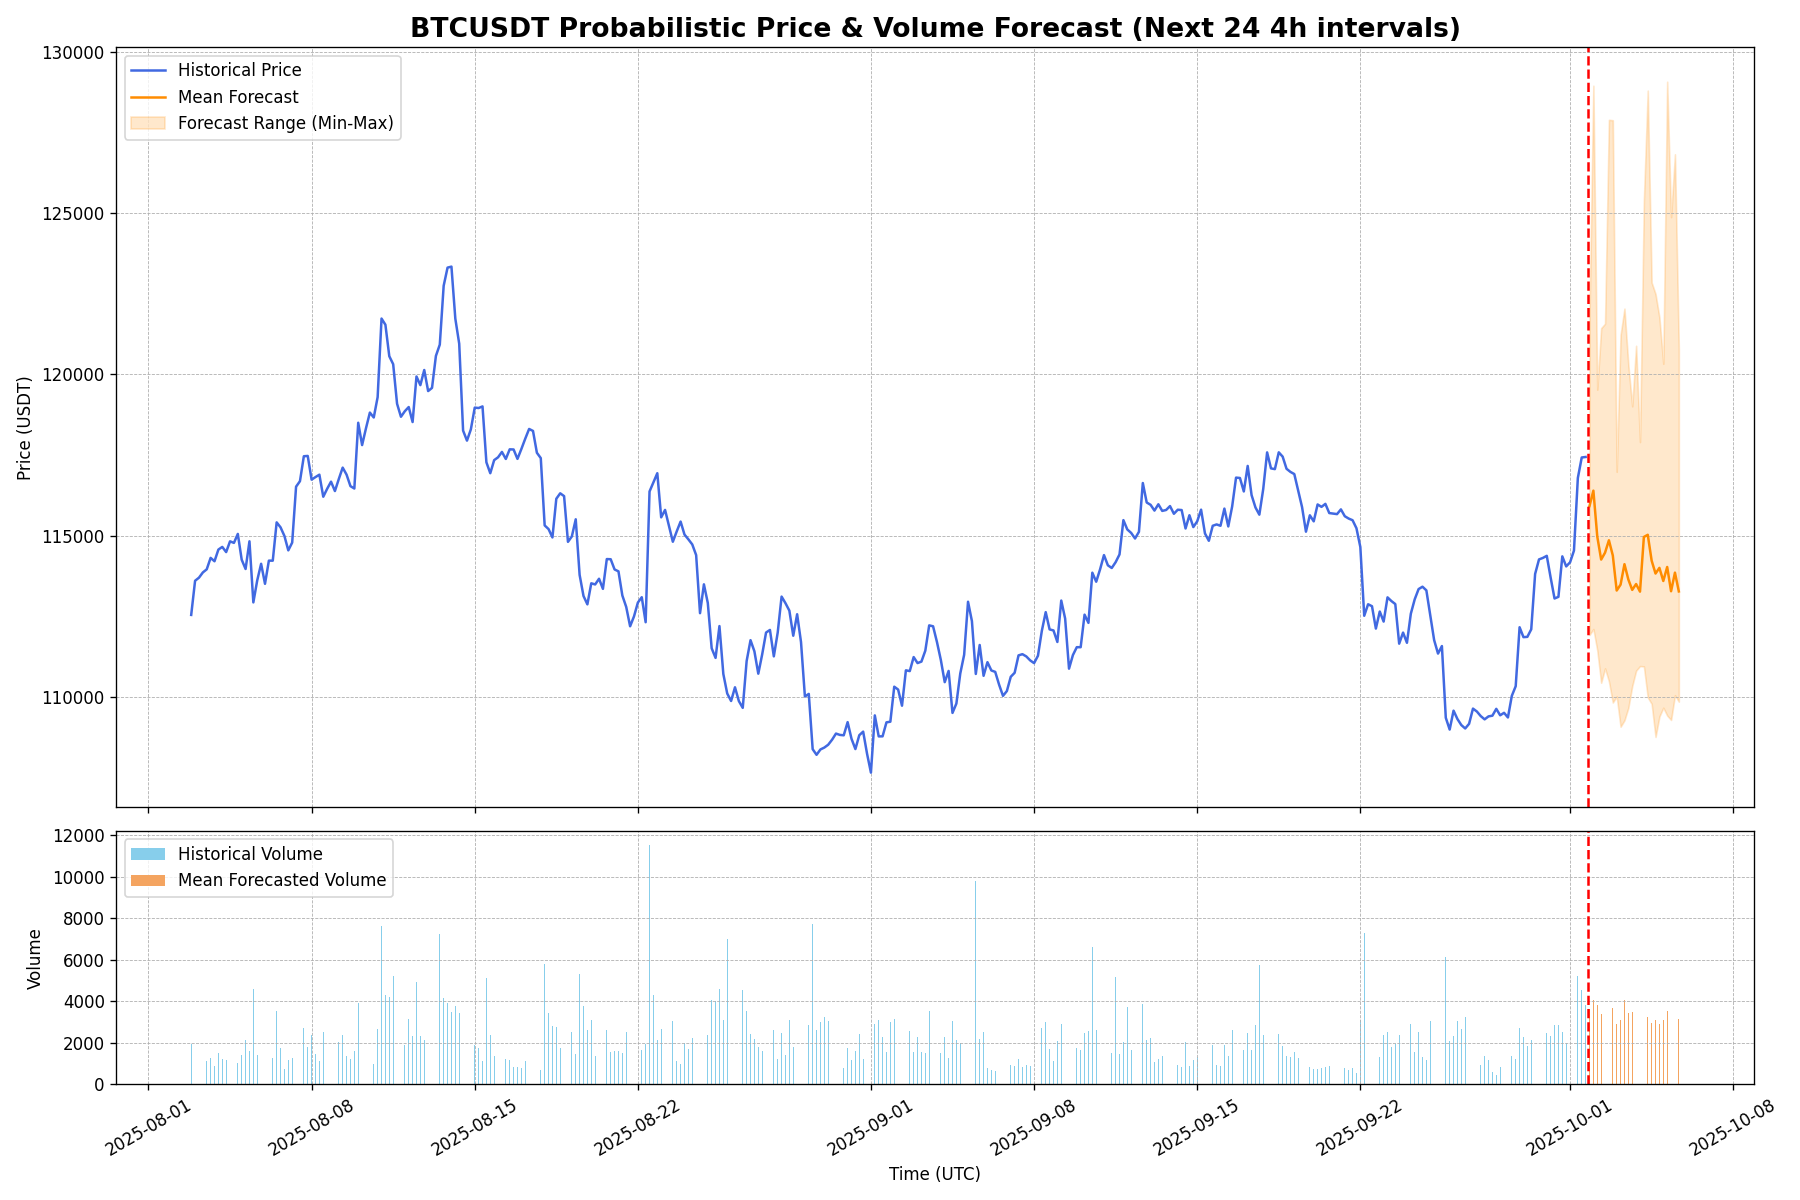 BTCUSDT Probabilistic Price & Volume Forecast (Next 24 4h intervals)
130000
125000
120000
115000
110000
Price (USDT)
Historical Price
Mean Forecast
Forecast Range (Min-Max)
12000
10000
8000
6000
4000
2000
0
Volume
Historical Volume
Mean Forecasted Volume
2025-08-01
2025-08-08
2025-08-15
2025-08-22
2025-09-01
2025-09-08
2025-09-15
2025-09-22
2025-10-01
2025-10-08
Time (UTC)